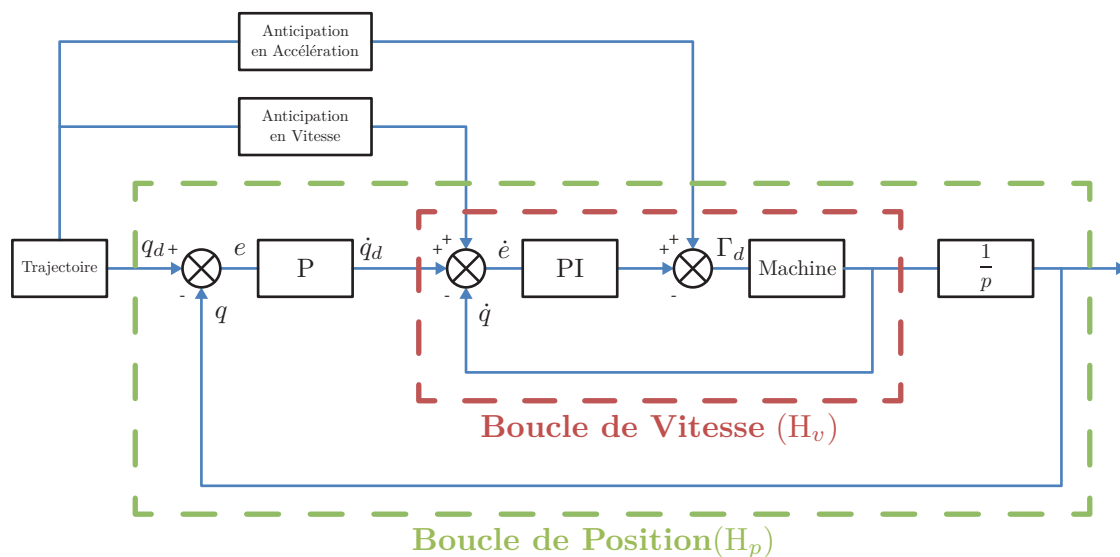 Anticipation
en Accélération
Anticipation
en Vitesse
Trajectoire
q_d +
-
q
e
P
q̇_d
+ +
-
q̇
ė
PI
+ +
-
Γ_d
Machine
1
p
Boucle de Vitesse (H_v)
Boucle de Position(H_p)